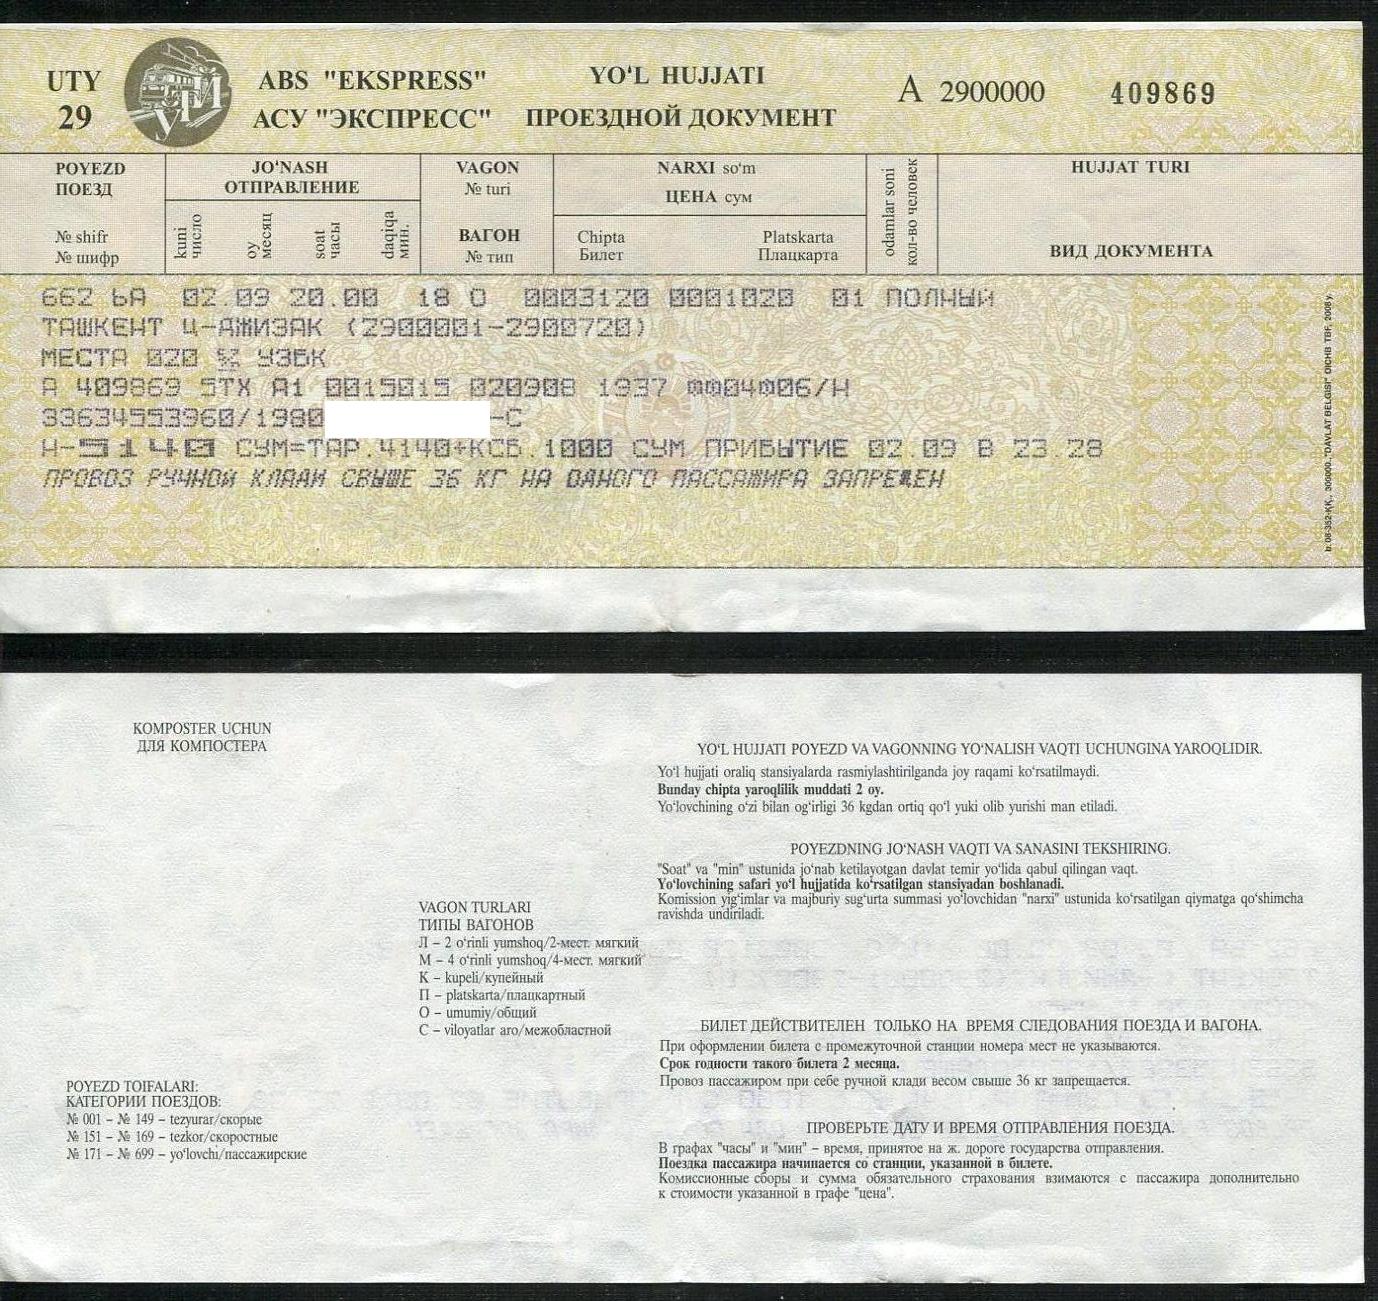 UTY
29
УТЙ
ABS "EKSPRESS"
АСУ "ЭКСПРЕСС"
YO‘L HUJJATI
ПРОЕЗДНОЙ ДОКУМЕНТ
A 2900000 409869
POYEZD
ПОЕЗД
№ shifr
№ шифр
JO‘NASH
ОТПРАВЛЕНИЕ
kuni
число
oy
месяц
soat
часы
daqiqa
мин.
VAGON
№ turi
ВАГОН
№ тип
NARXI so‘m
ЦЕНА сум
Chipta
Билет
Platskarta
Плацкарта
odamlar soni
кол-во человек
HUJJAT TURI
ВИД ДОКУМЕНТА
662 ЬА 02.09 20.00 18 О 0003120 0001020 01 ПОЛНЫЙ
ТАШКЕНТ Ц-ДЖИЗАК (2900001-2900720)
МЕСТА 020 УЗБК
А 409869 5ТХ А1 0015015 020908 1937 ФФ04Ф06/Н
33634553960/1980 -С
Н-5140 СУМ=ТАР.4140+КСБ.1000 СУМ ПРИБЫТИЕ 02.09 В 23.28
ПРОВОЗ РУЧНОЙ КЛАДИ СВЫШЕ 36 КГ НА ОДНОГО ПАССАЖИРА ЗАПРЕЩЕН
b.08-352-ҚК., 300000., "DAVLAT BELGISI" OICHB TBF, 2008y.
KOMPOSTER UCHUN
ДЛЯ КОМПОСТЕРА
POYEZD TOIFALARI:
КАТЕГОРИИ ПОЕЗДОВ:
№ 001 – № 149 – tezyurar/скорые
№ 151 – № 169 – tezkor/скоростные
№ 171 – № 699 – yo‘lovchi/пассажирские
VAGON TURLARI
ТИПЫ ВАГОНОВ
Л – 2 o‘rinli yumshoq/2-мест. мягкий
М – 4 o‘rinli yumshoq/4-мест. мягкий
К – kupeli/купейный
П – platskarta/плацкартный
О – umumiy/общий
С – viloyatlar aro/межобластной
YO‘L HUJJATI POYEZD VA VAGONNING YO‘NALISH VAQTI UCHUNGINA YAROQLIDIR.
Yo‘l hujjati oraliq stansiyalarda rasmiylashtirilganda joy raqami ko‘rsatilmaydi.
Bunday chipta yaroqlilik muddati 2 oy.
Yo‘lovchining o‘zi bilan og‘irligi 36 kgdan ortiq qo‘l yuki olib yurishi man etiladi.
POYEZDNING JO‘NASH VAQTI VA SANASINI TEKSHIRING.
"Soat" va "min" ustunida jo‘nab ketilayotgan davlat temir yo‘lida qabul qilingan vaqt.
Yo‘lovchining safari yo‘l hujjatida ko‘rsatilgan stansiyadan boshlanadi.
Komission yig‘imlar va majburiy sug‘urta summasi yo‘lovchidan "narxi" ustunida ko‘rsatilgan qiymatga qo‘shimcha
ravishda undiriladi.
БИЛЕТ ДЕЙСТВИТЕЛЕН ТОЛЬКО НА ВРЕМЯ СЛЕДОВАНИЯ ПОЕЗДА И ВАГОНА.
При оформлении билета с промежуточной станции номера мест не указываются.
Срок годности такого билета 2 месяца.
Провоз пассажиром при себе ручной клади весом свыше 36 кг запрещается.
ПРОВЕРЬТЕ ДАТУ И ВРЕМЯ ОТПРАВЛЕНИЯ ПОЕЗДА.
В графах "часы" и "мин" – время, принятое на ж. дороге государства отправления.
Поездка пассажира начинается со станции, указанной в билете.
Комиссионные сборы и сумма обязательного страхования взимаются с пассажира дополнительно
к стоимости указанной в графе "цена".